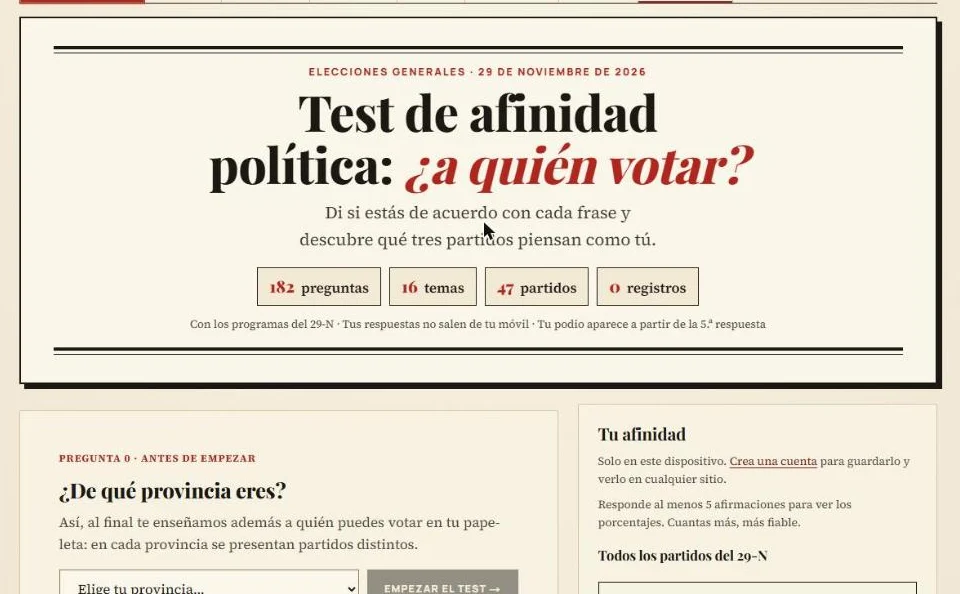 ELECCIONES GENERALES · 29 DE NOVIEMBRE DE 2026
Test de afinidad
política: ¿a quién votar?
Di si estás de acuerdo con cada frase y
descubre qué tres partidos piensan como tú.
182 preguntas
16 temas
47 partidos
0 registros
Con los programas del 29-N · Tus respuestas no salen de tu móvil · Tu podio aparece a partir de la 5.ª respuesta
PREGUNTA 0 · ANTES DE EMPEZAR
¿De qué provincia eres?
Así, al final te enseñamos además a quién puedes votar en tu pape-
leta: en cada provincia se presentan partidos distintos.
Elige tu provincia...
EMPEZAR EL TEST →
Tu afinidad
Solo en este dispositivo. Crea una cuenta para guardarlo y
verlo en cualquier sitio.
Responde al menos 5 afirmaciones para ver los
porcentajes. Cuantas más, más fiable.
Todos los partidos del 29-N